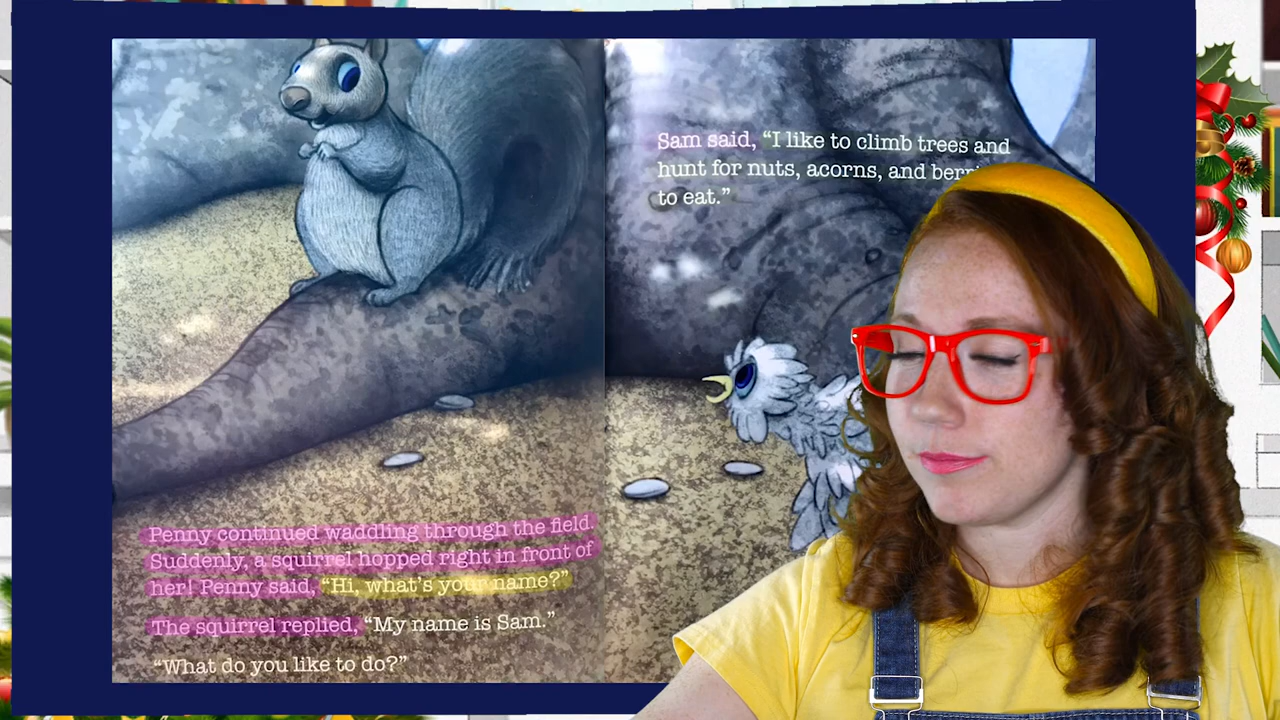 Penny continued waddling through the field.
Suddenly, a squirrel hopped right in front of
her! Penny said, “Hi, what’s your name?”
The squirrel replied, “My name is Sam.”
“What do you like to do?”
Sam said, “I like to climb trees and
hunt for nuts, acorns, and
to eat.”